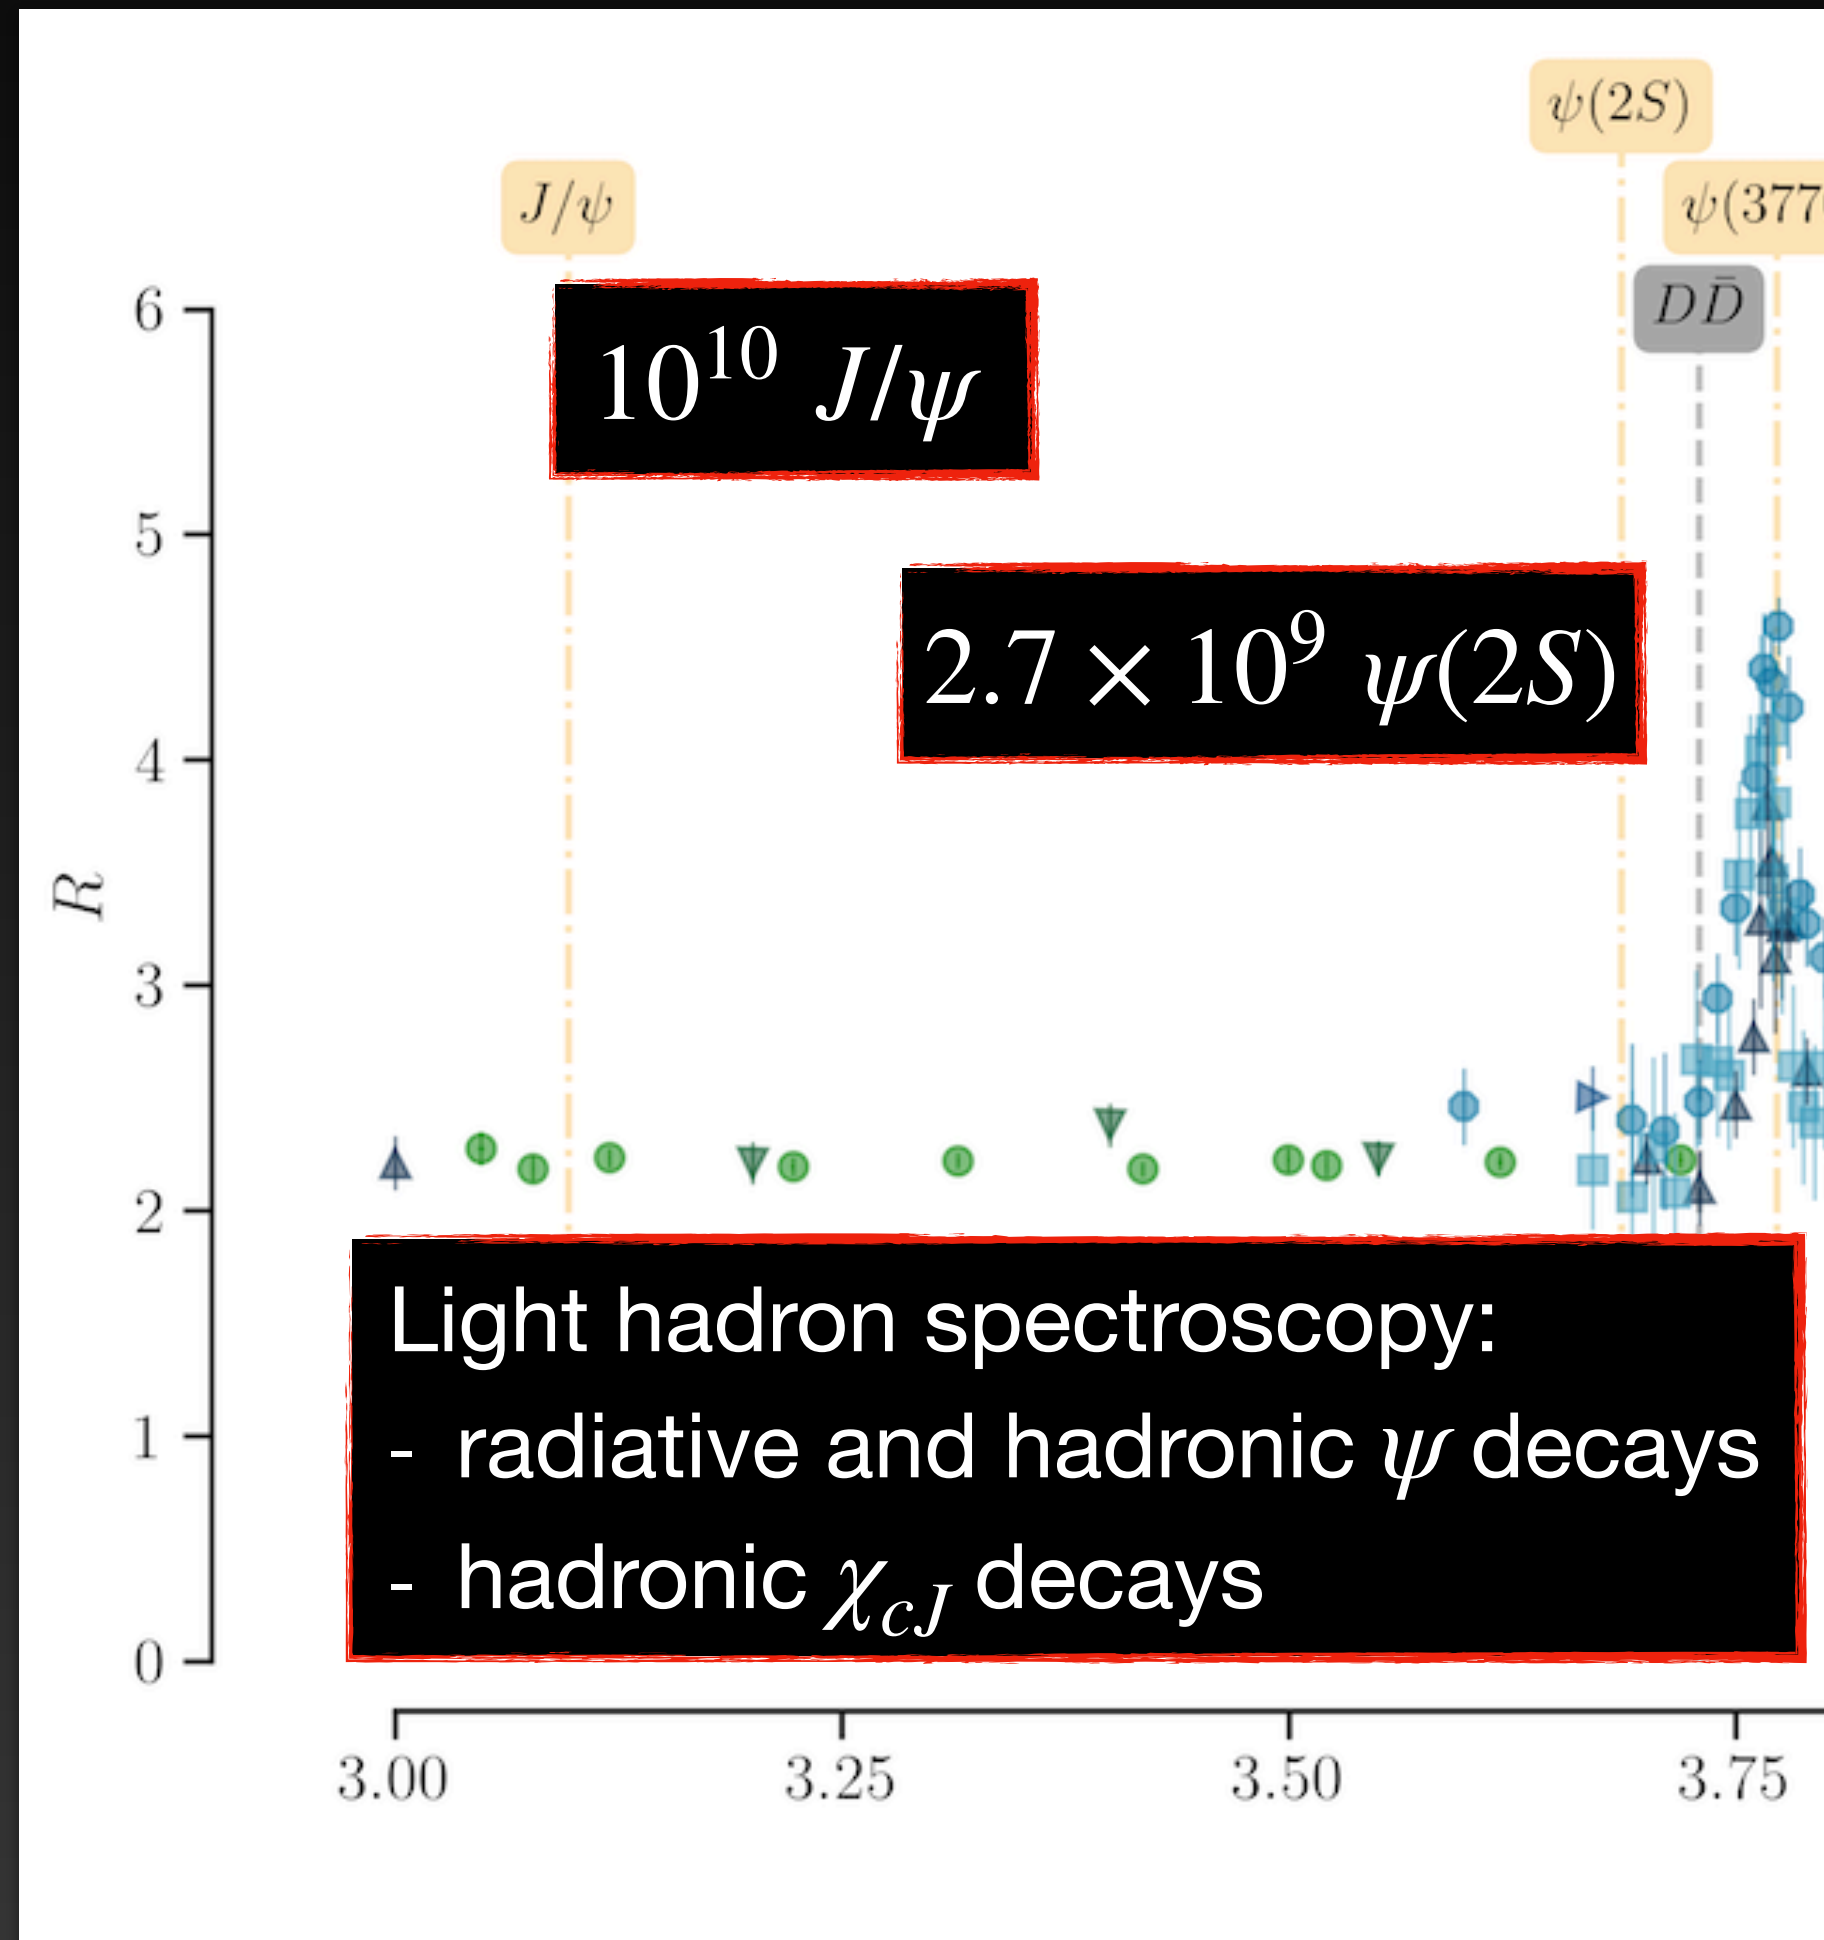 ψ(2S)
J/ψ
ψ(377
DD̄
6
10¹⁰ J/ψ
5
2.7 × 10⁹ ψ(2S)
4
R
3
2
Light hadron spectroscopy:
1
- radiative and hadronic ψ decays
- hadronic χ_cJ decays
0
3.00 3.25 3.50 3.75